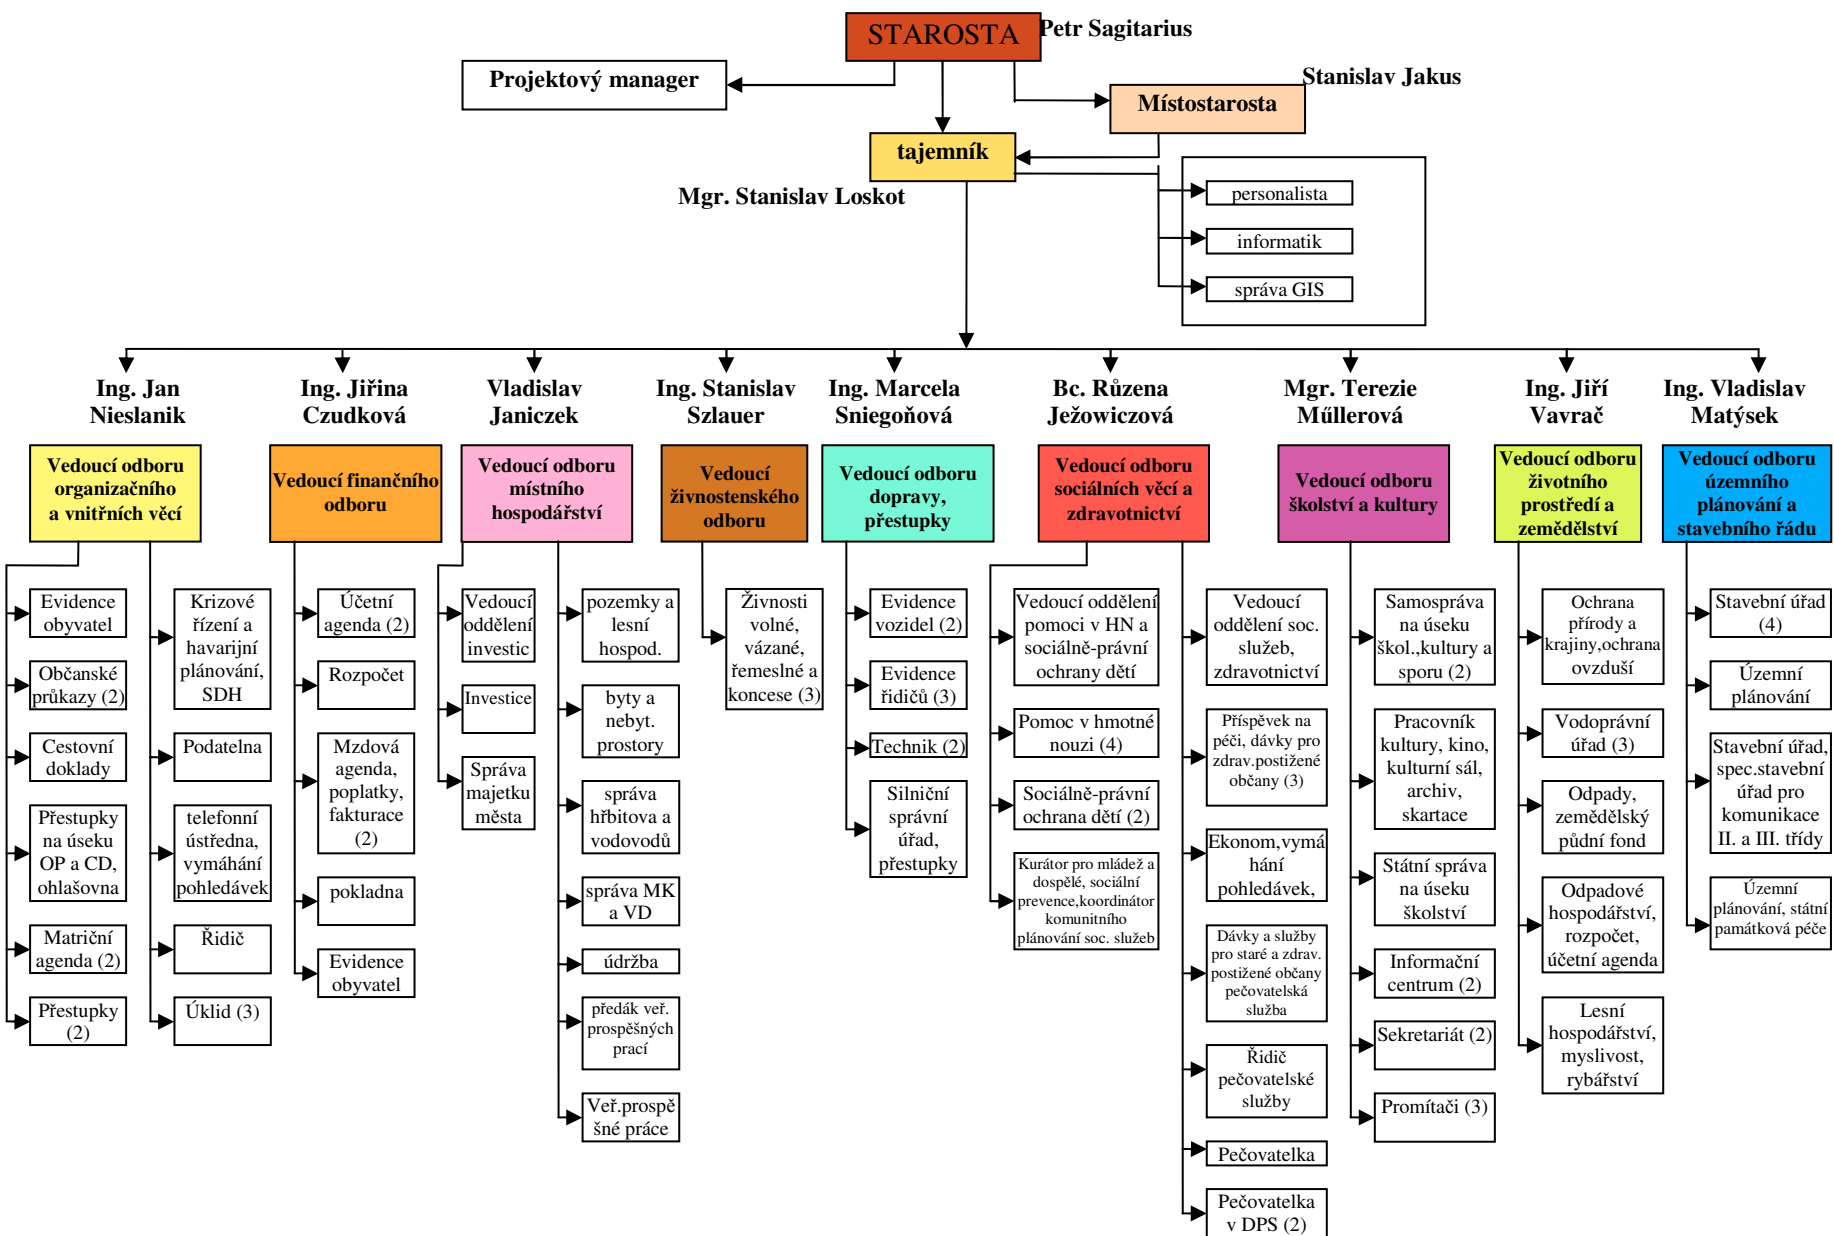 STAROSTA
Petr Sagitarius
Projektový manager
Stanislav Jakus
Místostarosta
tajemník
Mgr. Stanislav Loskot
personalista
informatik
správa GIS
Ing. Jan
Nieslanik
Ing. Jiřina
Czudková
Vladislav
Janiczek
Ing. Stanislav
Szlauer
Ing. Marcela
Sniegoňová
Bc. Růzena
Ježowiczová
Mgr. Terezie
Műllerová
Ing. Jiří
Vavrač
Ing. Vladislav
Matýsek
Vedoucí odboru
organizačního
a vnitřních věcí
Vedoucí finančního
odboru
Vedoucí odboru
místního
hospodářství
Vedoucí
živnostenského
odboru
Vedoucí odboru
dopravy,
přestupky
Vedoucí odboru
sociálních věcí a
zdravotnictví
Vedoucí odboru
školství a kultury
Vedoucí odboru
životního
prostředí a
zemědělství
Vedoucí odboru
územního
plánování a
stavebního řádu
Evidence
obyvatel
Občanské
průkazy (2)
Cestovní
doklady
Přestupky
na úseku
OP a CD,
ohlašovna
Matriční
agenda (2)
Přestupky
(2)
Krizové
řízení a
havarijní
plánování,
SDH
Podatelna
telefonní
ústředna,
vymáhání
pohledávek
Řidič
Úklid (3)
Účetní
agenda (2)
Rozpočet
Mzdová
agenda,
poplatky,
fakturace
(2)
pokladna
Evidence
obyvatel
Vedoucí
oddělení
investic
Investice
Správa
majetku
města
pozemky a
lesní
hospod.
byty a
nebyt.
prostory
správa
hřbitova a
vodovodů
správa MK
a VD
údržba
předák veř.
prospěšných
prací
Veř.prospě
šné práce
Živnosti
volné,
vázané,
řemeslné a
koncese (3)
Evidence
vozidel (2)
Evidence
řidičů (3)
Technik (2)
Silniční
správní
úřad,
přestupky
Vedoucí oddělení
pomoci v HN a
sociálně-právní
ochrany dětí
Pomoc v hmotné
nouzi (4)
Sociálně-právní
ochrana dětí (2)
Kurátor pro mládež a
dospělé, sociální
prevence,koordinátor
komunitního
plánování soc. služeb
Vedoucí
oddělení soc.
služeb,
zdravotnictví
Příspěvek na
péči, dávky pro
zdrav.postižené
občany (3)
Ekonom,vymá
hání
pohledávek,
Dávky a služby
pro staré a zdrav.
postižené občany
pečovatelská
služba
Řidič
pečovatelské
služby
Pečovatelka
Pečovatelka
v DPS (2)
Samospráva
na úseku
škol.,kultury a
sporu (2)
Pracovník
kultury, kino,
kulturní sál,
archiv,
skartace
Státní správa
na úseku
školství
Informační
centrum (2)
Sekretariát (2)
Promítači (3)
Ochrana
přírody a
krajiny,ochrana
ovzduší
Vodoprávní
úřad (3)
Odpady,
zemědělský
půdní fond
Odpadové
hospodářství,
rozpočet,
účetní agenda
Lesní
hospodářství,
myslivost,
rybářství
Stavební úřad
(4)
Územní
plánování
Stavební úřad,
spec.stavební
úřad pro
komunikace
II. a III. třídy
Územní
plánování, státní
památková péče